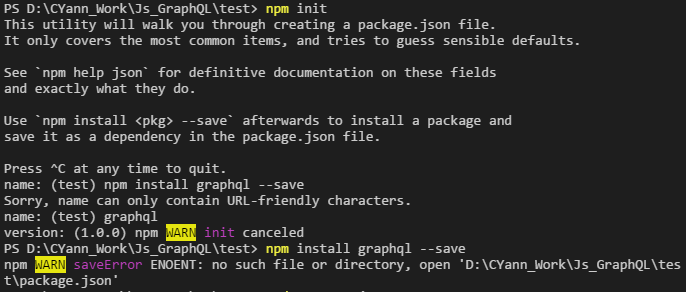 PS D:\CYann_Work\Js_GraphQL\test> npm init
This utility will walk you through creating a package.json file.
It only covers the most common items, and tries to guess sensible defaults.
See `npm help json` for definitive documentation on these fields
and exactly what they do.
Use `npm install <pkg> --save` afterwards to install a package and
save it as a dependency in the package.json file.
Press ^C at any time to quit.
name: (test) npm install graphql --save
Sorry, name can only contain URL-friendly characters.
name: (test) graphql
version: (1.0.0) npm WARN init canceled
PS D:\CYann_Work\Js_GraphQL\test> npm install graphql --save
npm WARN saveError ENOENT: no such file or directory, open 'D:\CYann_Work\Js_GraphQL\tes
t\package.json'